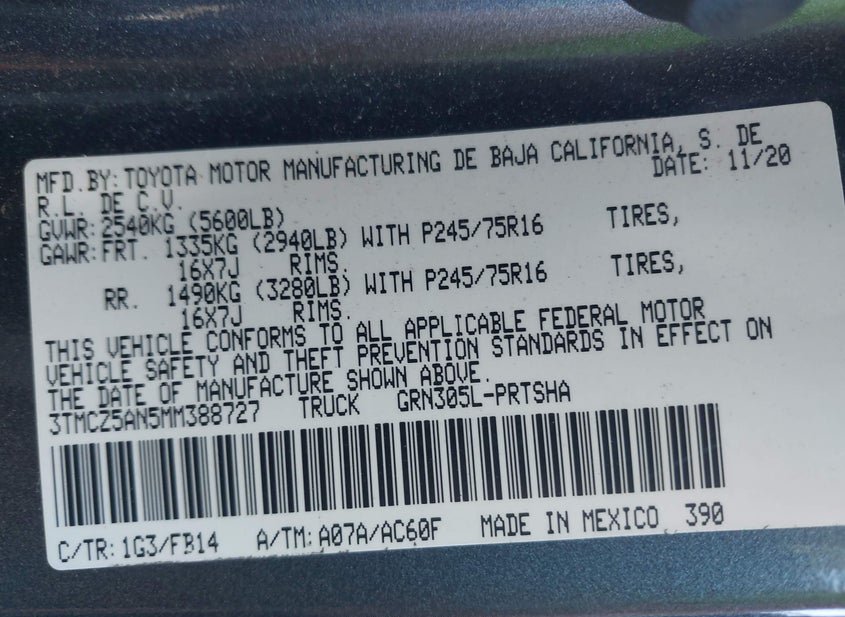 MFD.BY:TOYOTA MOTOR MANUFACTURING DE BAJA CALIFORNIA, S. DE
R.L. DE C.V. DATE: 11/20
GVWR:2540KG (5600LB)
GAWR:FRT. 1335KG (2940LB) WITH P245/75R16 TIRES,
16X7J RIMS.
RR. 1490KG (3280LB) WITH P245/75R16 TIRES,
16X7J RIMS.
THIS VEHICLE CONFORMS TO ALL APPLICABLE FEDERAL MOTOR
VEHICLE SAFETY AND THEFT PREVENTION STANDARDS IN EFFECT ON
THE DATE OF MANUFACTURE SHOWN ABOVE.
3TMCZ5AN5MM388727 TRUCK GRN305L-PRTSHA
C/TR:1G3/FB14 A/TM:A07A/AC60F MADE IN MEXICO 390